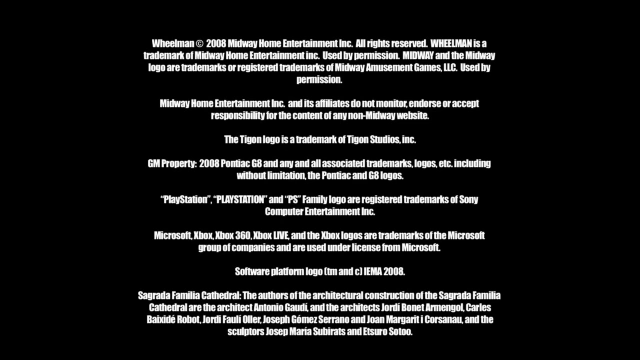 Wheelman © 2008 Midway Home Entertainment Inc. All rights reserved. WHEELMAN is a
trademark of Midway Home Entertainment inc. Used by permission. MIDWAY and the Midway
logo are trademarks or registered trademarks of Midway Amusement Games, LLC. Used by
permission.
Midway Home Entertainment Inc. and its affiliates do not monitor, endorse or accept
responsibility for the content of any non-Midway website.
The Tigon logo is a trademark of Tigon Studios, inc.
GM Property: 2008 Pontiac G8 and any and all associated trademarks, logos, etc. including
without limitation, the Pontiac and G8 logos.
“PlayStation”, “PLAYSTATION” and “PS” Family logo are registered trademarks of Sony
Computer Entertainment Inc.
Microsoft, Xbox, Xbox 360, Xbox LIVE, and the Xbox logos are trademarks of the Microsoft
group of companies and are used under license from Microsoft.
Software platform logo (tm and c) IEMA 2008.
Sagrada Familia Cathedral: The authors of the architectural construction of the Sagrada Familia
Cathedral are the architect Antonio Gaudí, and the architects Jordi Bonet Armengol, Carles
Baixidé Robot, Jordi Faulí Oller, Joseph Gómez Serrano and Joan Margarit i Corsanau, and the
sculptors Josep María Subirats and Etsuro Sotoo.